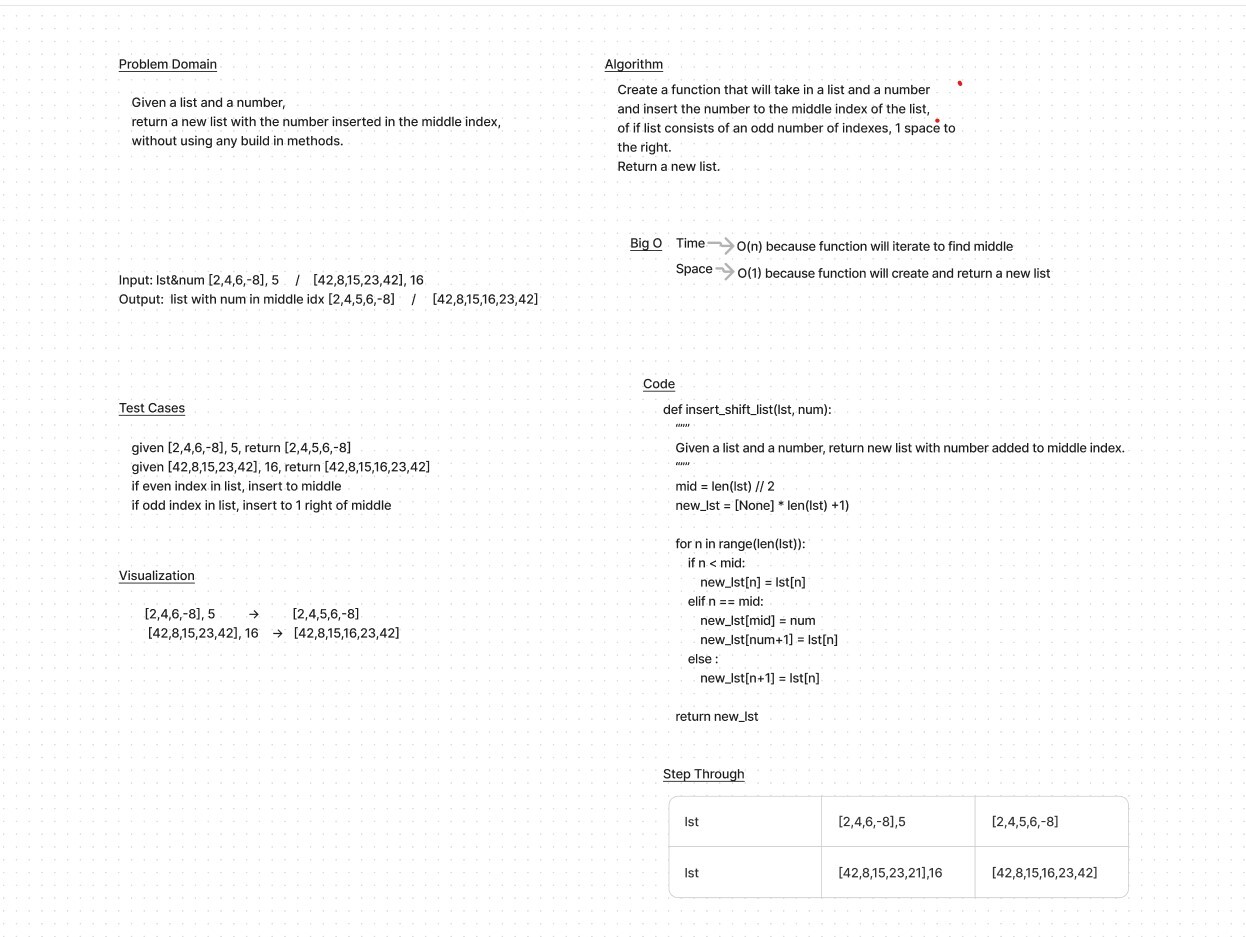 Problem Domain
Given a list and a number,
return a new list with the number inserted in the middle index,
without using any build in methods.
Input: lst&num [2,4,6,-8], 5 / [42,8,15,23,42], 16
Output: list with num in middle idx [2,4,5,6,-8] / [42,8,15,16,23,42]
Test Cases
given [2,4,6,-8], 5, return [2,4,5,6,-8]
given [42,8,15,23,42], 16, return [42,8,15,16,23,42]
if even index in list, insert to middle
if odd index in list, insert to 1 right of middle
Visualization
[2,4,6,-8], 5 → [2,4,5,6,-8]
[42,8,15,23,42], 16 → [42,8,15,16,23,42]
Algorithm
Create a function that will take in a list and a number
and insert the number to the middle index of the list,
of if list consists of an odd number of indexes, 1 space to
the right.
Return a new list.
Big O Time → O(n) because function will iterate to find middle
Space → O(1) because function will create and return a new list
Code
def insert_shift_list(lst, num):
"""
Given a list and a number, return new list with number added to middle index.
"""
mid = len(lst) // 2
new_lst = [None] * len(lst) +1)
for n in range(len(lst)):
if n < mid:
new_lst[n] = lst[n]
elif n == mid:
new_lst[mid] = num
new_lst[num+1] = lst[n]
else :
new_lst[n+1] = lst[n]
return new_lst
Step Through
lst [2,4,6,-8],5 [2,4,5,6,-8]
lst [42,8,15,23,21],16 [42,8,15,16,23,42]